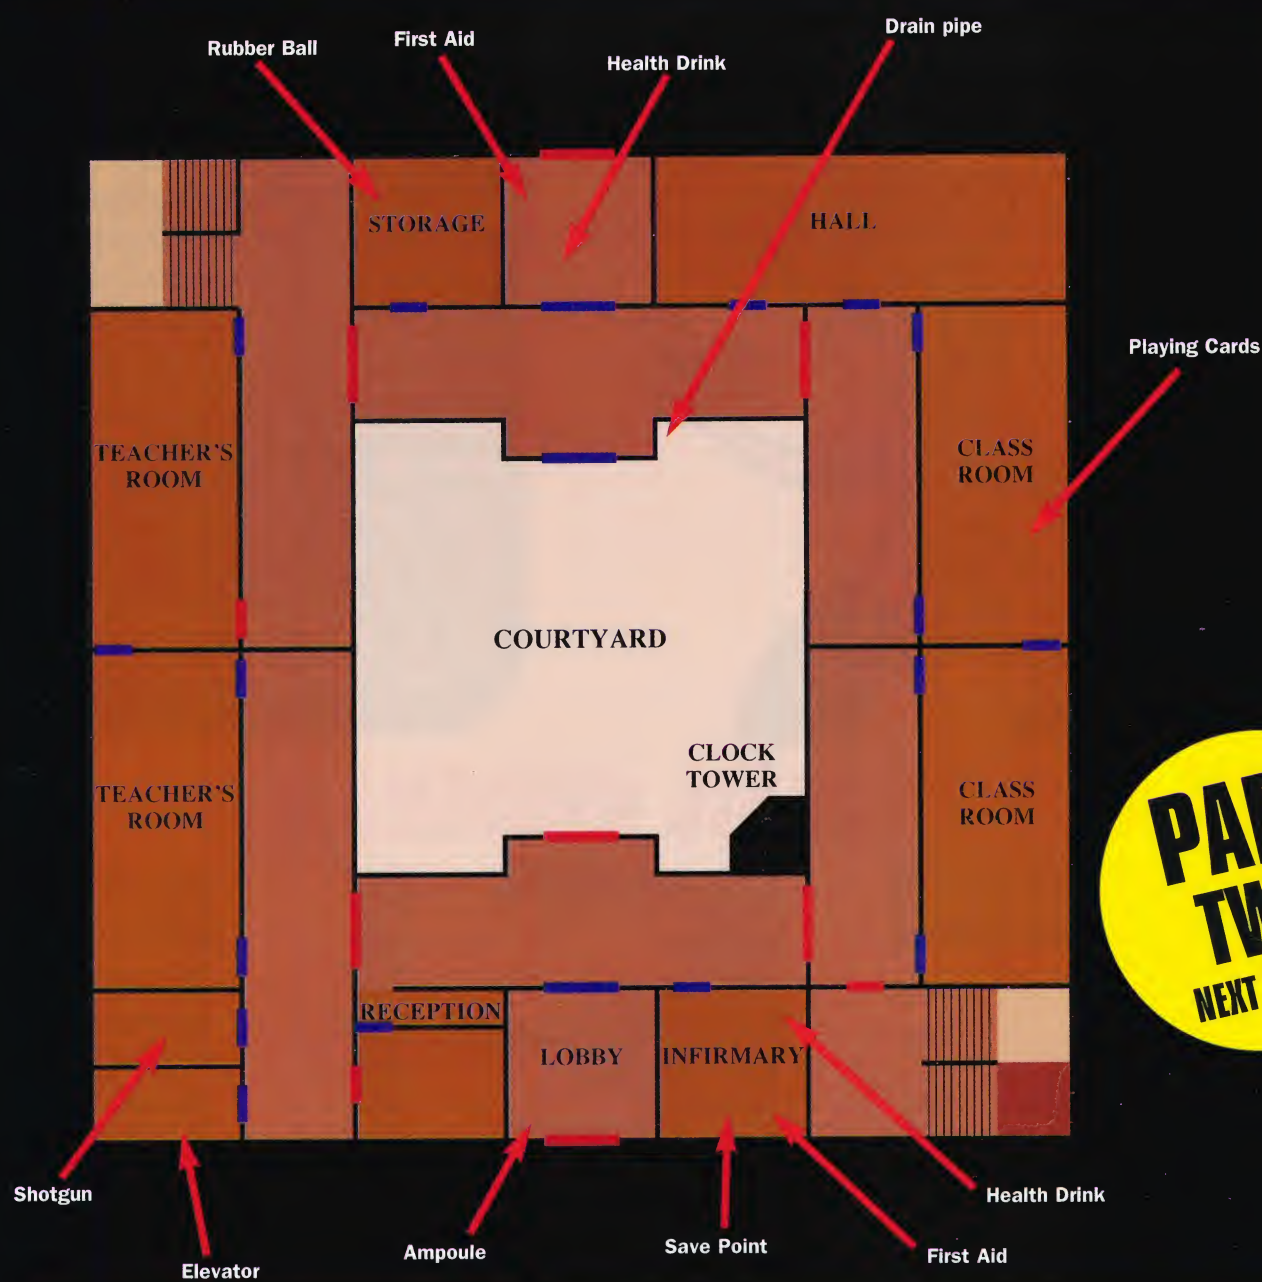 Drain pipe
First Aid
Rubber Ball
Health Drink
STORAGE
HALL
Playing Cards
TEACHER'S
ROOM
CLASS
ROOM
COURTYARD
CLOCK
TOWER
TEACHER'S
ROOM
CLASS
ROOM
NEXT
RECEPTION
LOBBY
INFIRMARY
Shotgun
Health Drink
Ampoule
Save Point
First Aid
Elevator